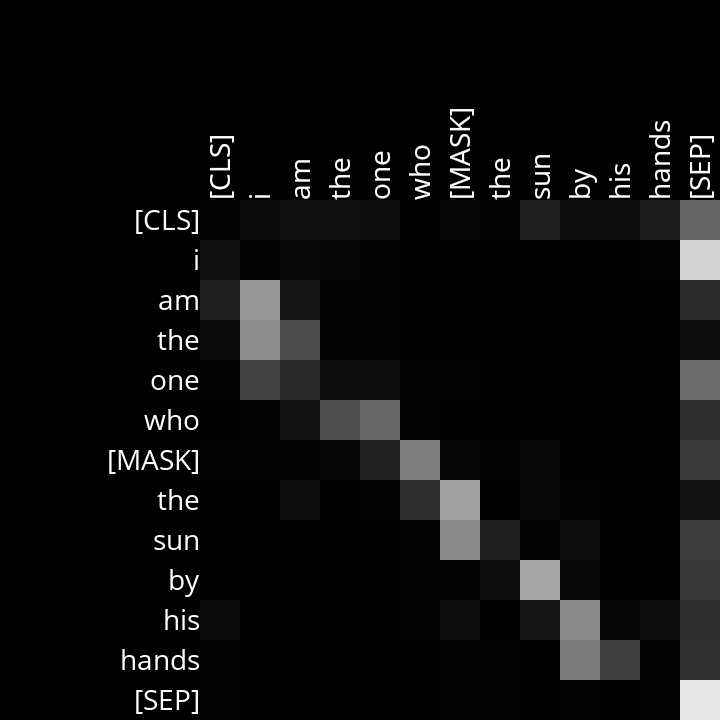 [CLS] i am the one who [MASK] the sun by his hands [SEP]
[CLS]
i
am
the
one
who
[MASK]
the
sun
by
his
hands
[SEP]